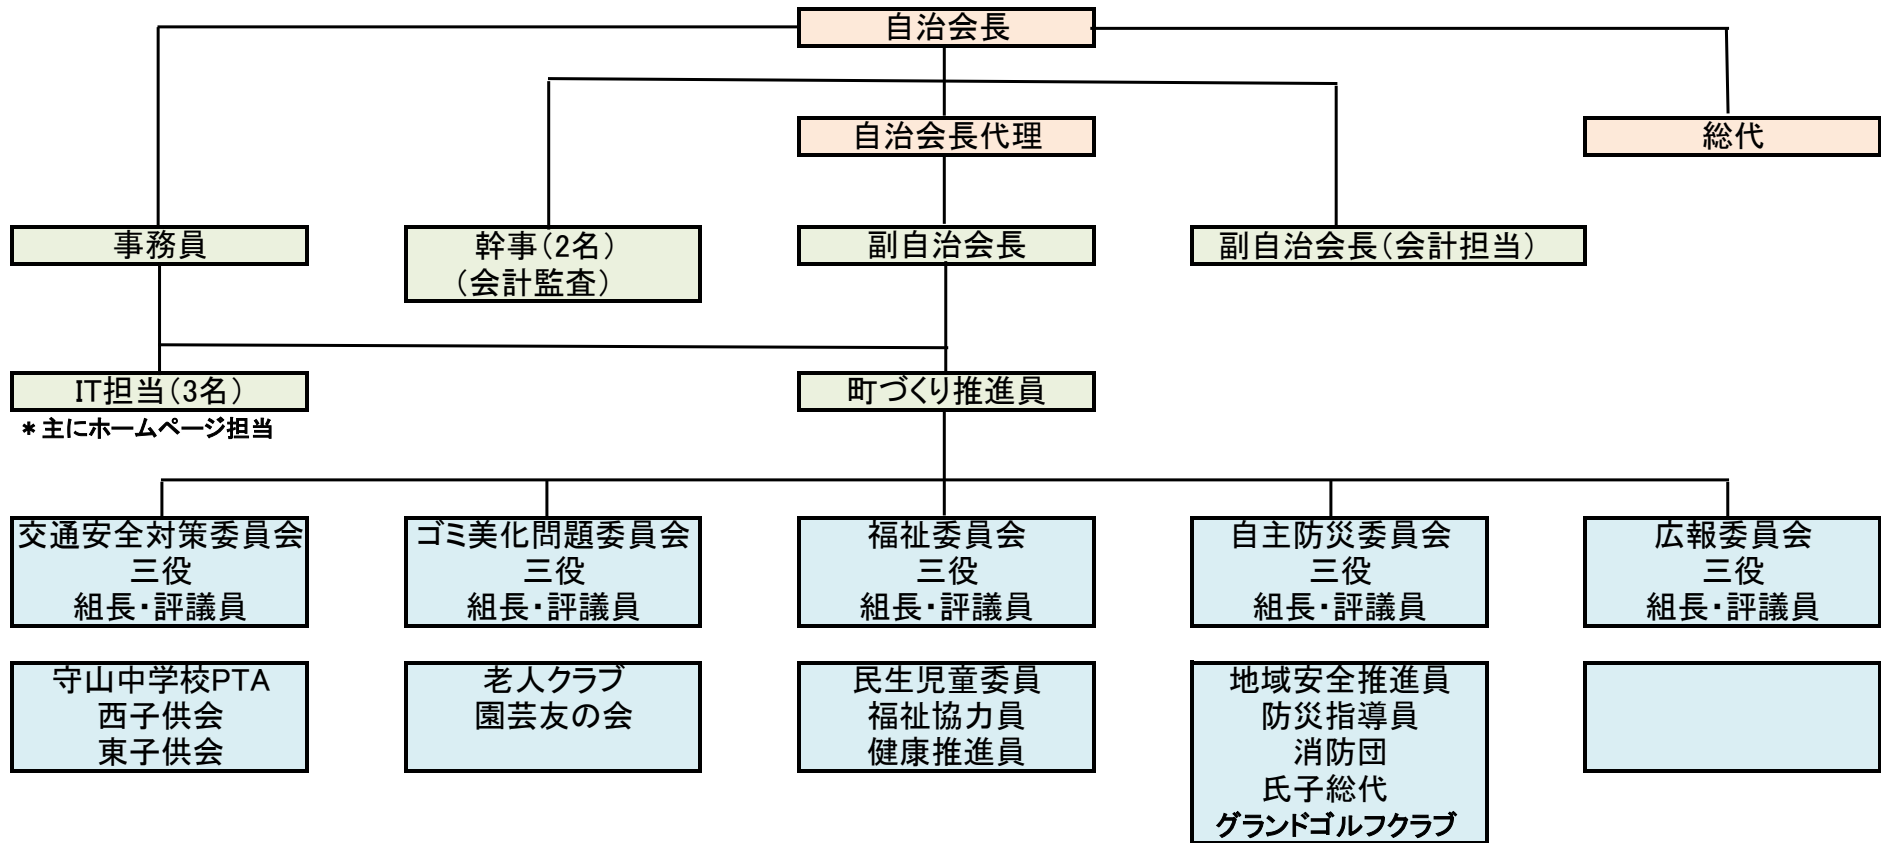 自治会長
自治会長代理
総代
事務員
幹事（2名）
（会計監査）
副自治会長
副自治会長（会計担当）
IT担当（3名）
＊主にホームページ担当
町づくり推進員
交通安全対策委員会
三役
組長・評議員
ゴミ美化問題委員会
三役
組長・評議員
福祉委員会
三役
組長・評議員
自主防災委員会
三役
組長・評議員
広報委員会
三役
組長・評議員
守山中学校PTA
西子供会
東子供会
老人クラブ
園芸友の会
民生児童委員
福祉協力員
健康推進員
地域安全推進員
防災指導員
消防団
氏子総代
グランドゴルフクラブ